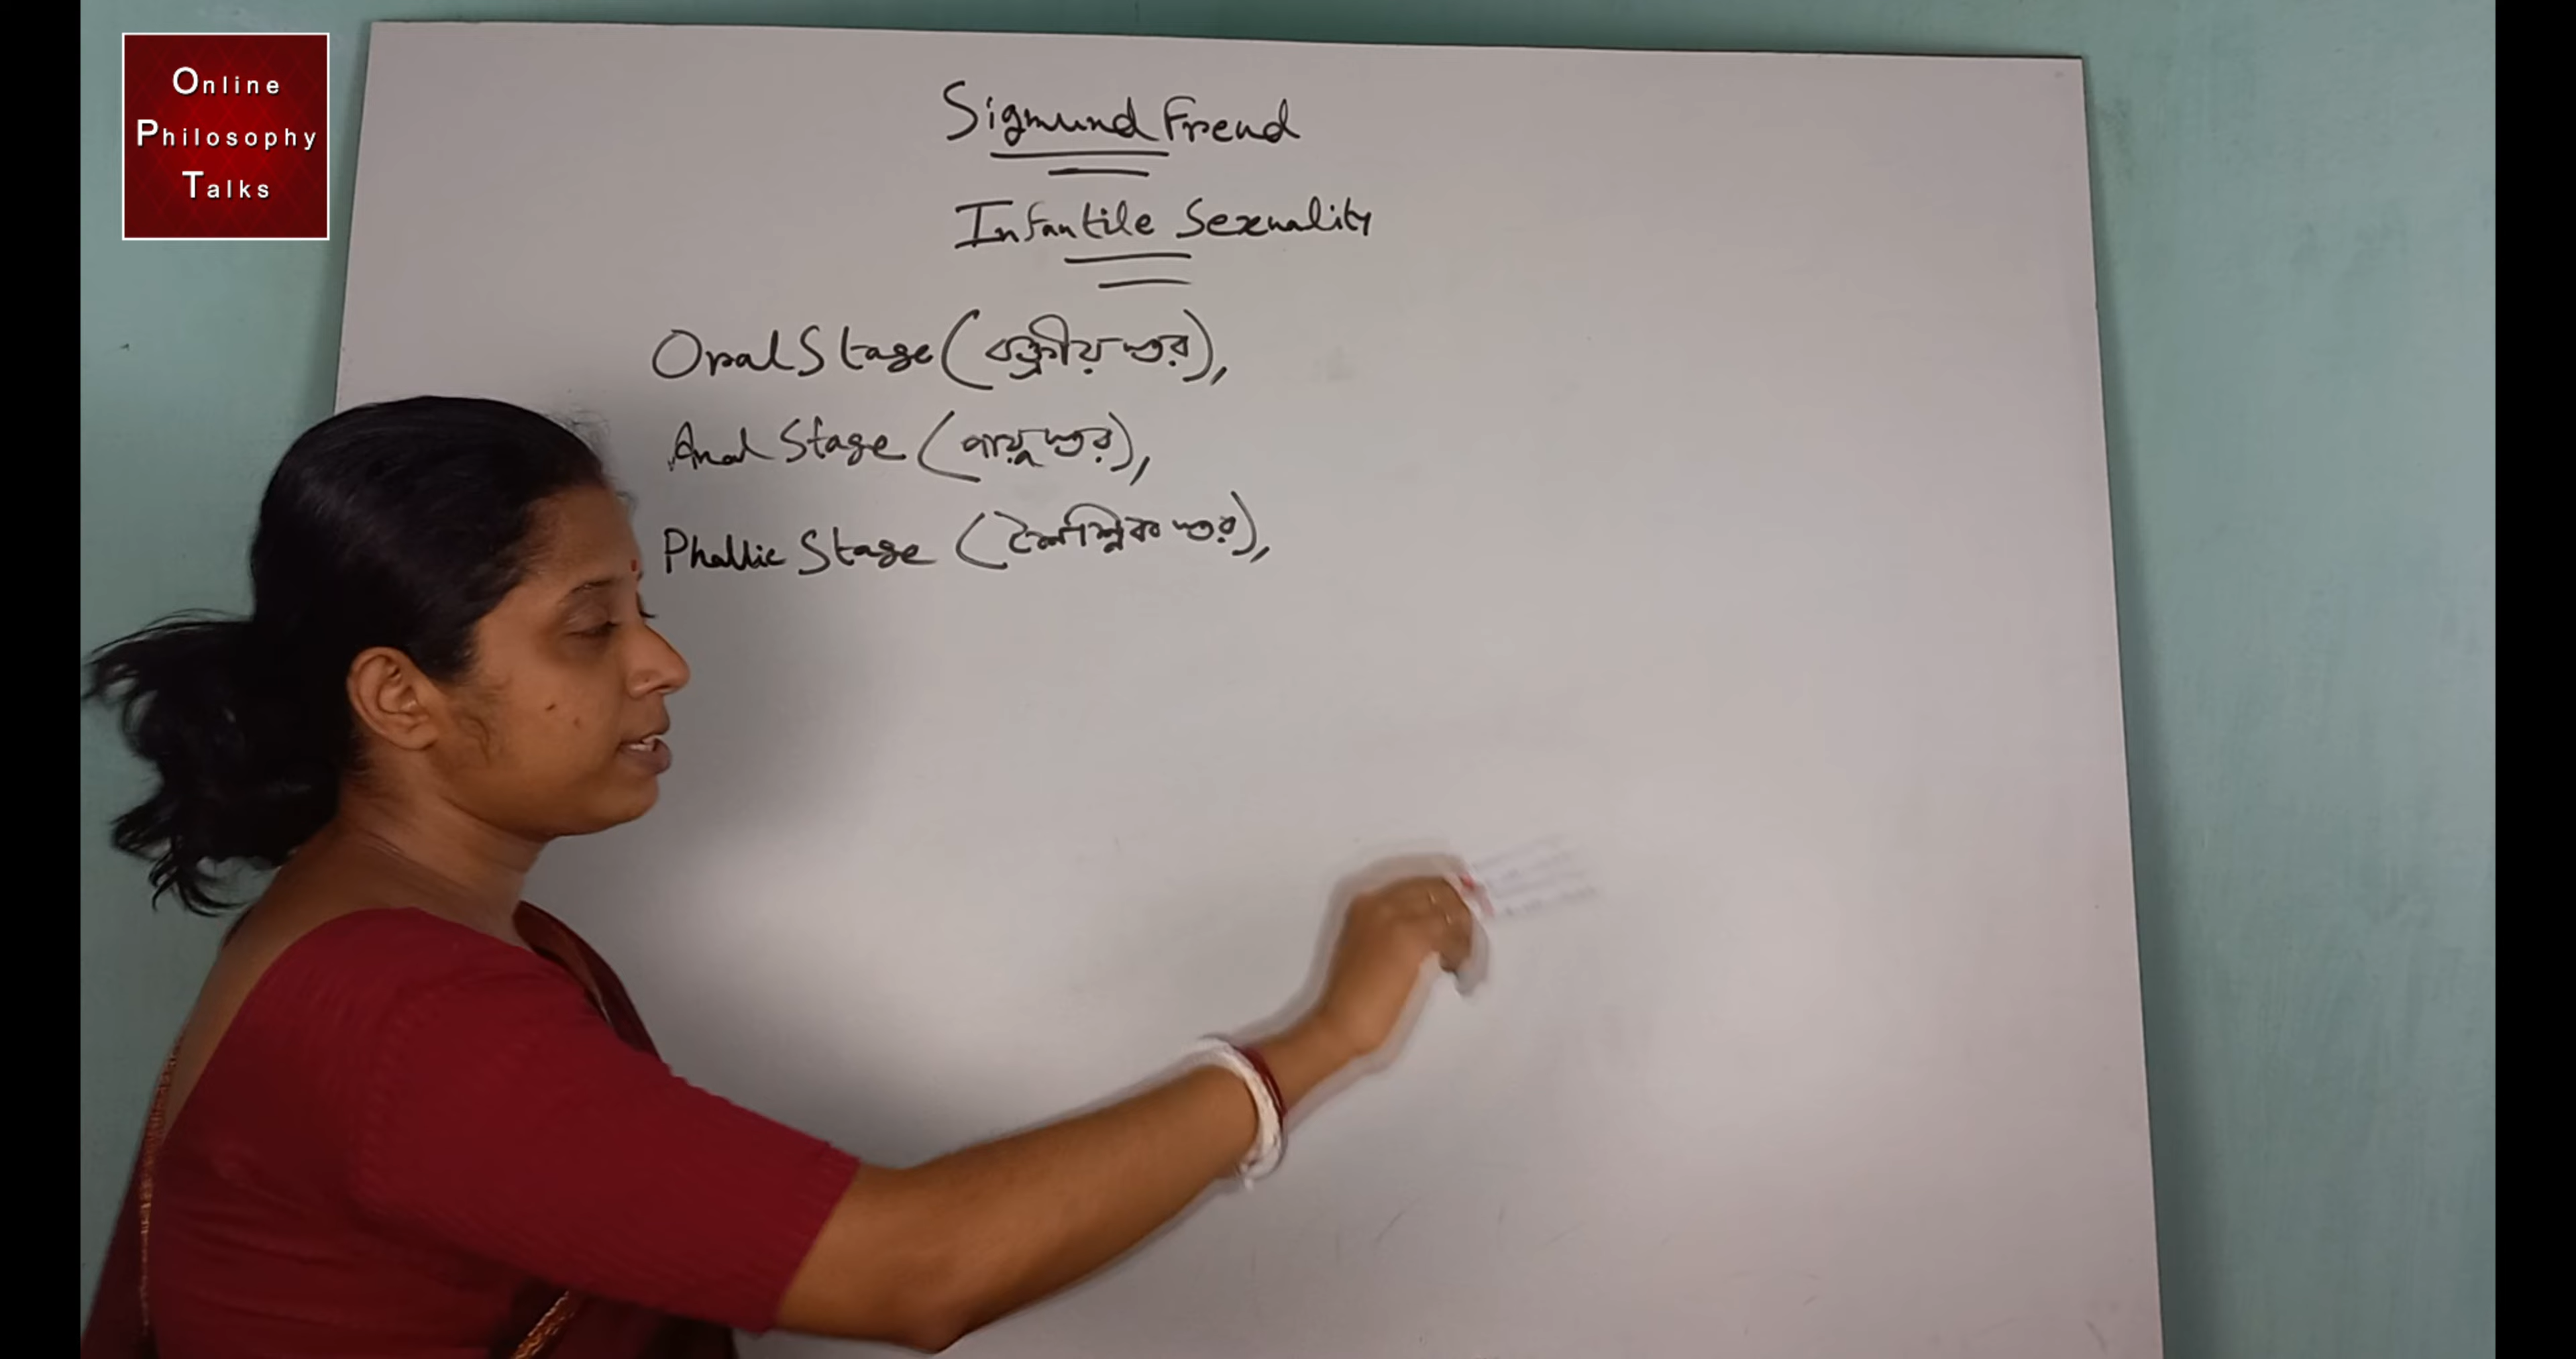 Online
Philosophy
Talks
Sigmund Freud
Infantile Sexuality
Oral Stage (বক্ত্রীয় স্তর),
Anal Stage (পায়ুস্তর),
Phallic Stage (লৈঙ্গিক স্তর),